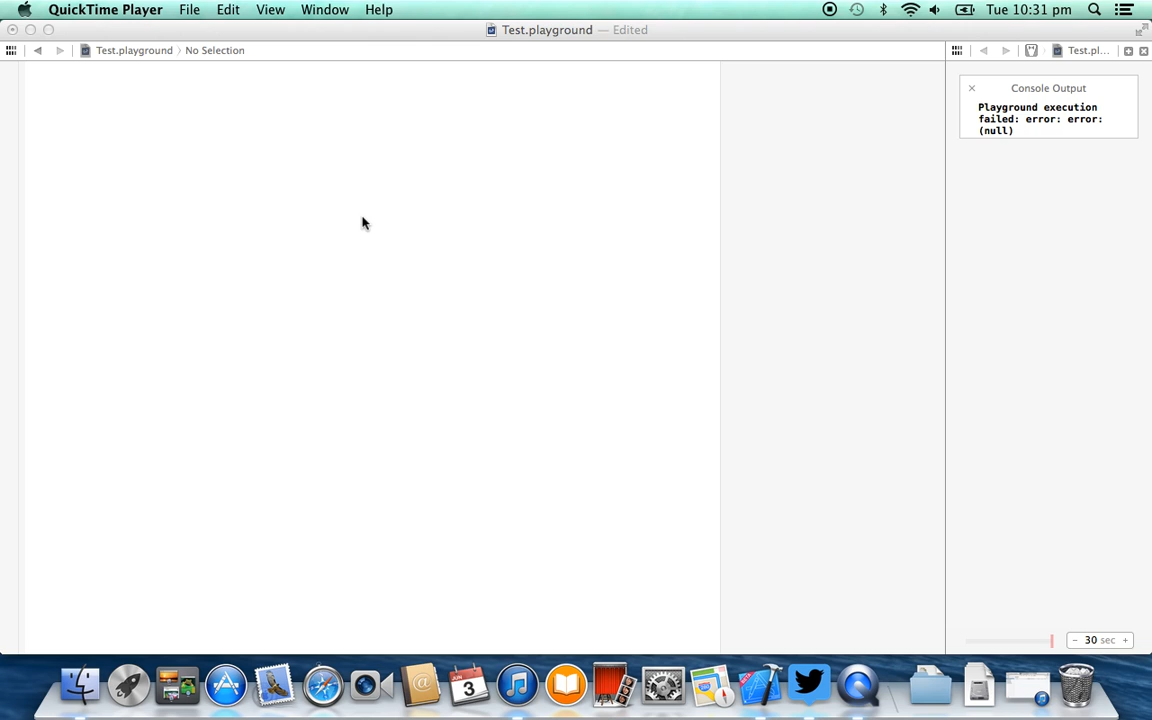 QuickTime Player File Edit View Window Help Tue 10:31 pm
Test.playground — Edited
Test.playground 〉 No Selection
Test.pl...
Console Output
Playground execution
failed: error: error:
(null)
− 30 sec +
JUN
3